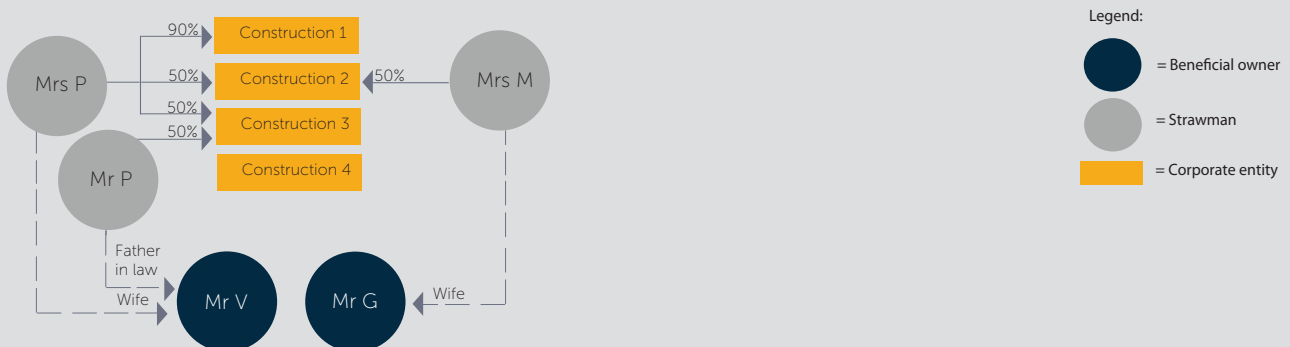 Legend:
= Beneficial owner
= Strawman
= Corporate entity
90%
Construction 1
Mrs P
50%
Construction 2
50%
Mrs M
50%
Construction 3
50%
Mr P
Construction 4
Father
in law
Wife
Mr V
Mr G
Wife